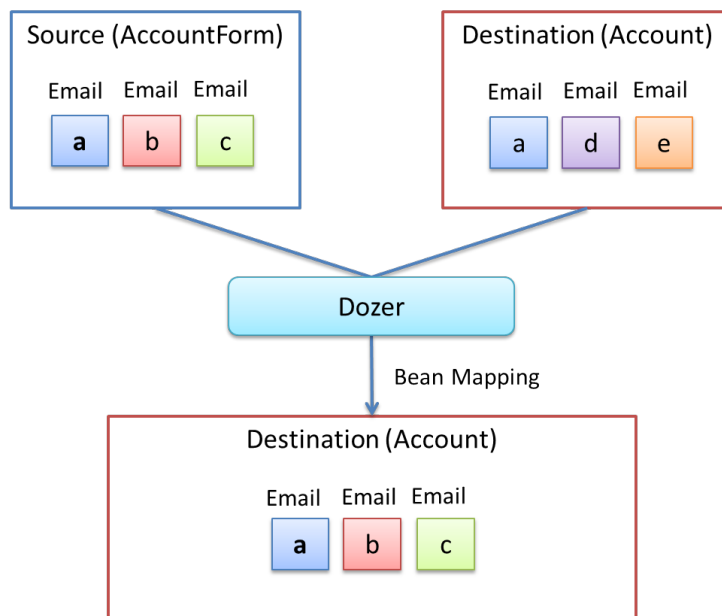 Source (AccountForm)
Email Email Email
a b c
Destination (Account)
Email Email Email
a d e
Dozer
Bean Mapping
Destination (Account)
Email Email Email
a b c